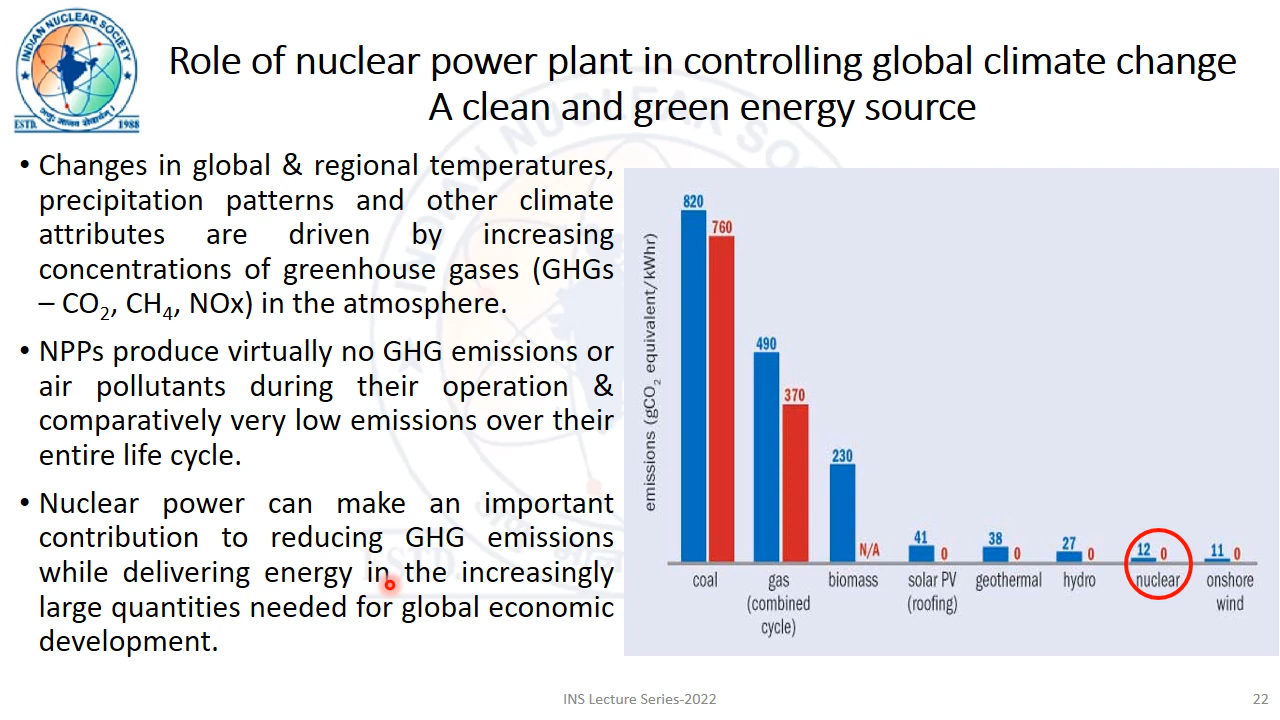 INDIAN NUCLEAR SOCIETY
ESTD. 1988
Role of nuclear power plant in controlling global climate change
A clean and green energy source
• Changes in global & regional temperatures,
precipitation patterns and other climate
attributes are driven by increasing
concentrations of greenhouse gases (GHGs
– CO₂, CH₄, NOx) in the atmosphere.
• NPPs produce virtually no GHG emissions or
air pollutants during their operation &
comparatively very low emissions over their
entire life cycle.
• Nuclear power can make an important
contribution to reducing GHG emissions
while delivering energy in the increasingly
large quantities needed for global economic
development.
emissions (gCO₂ equivalent/kWhr)
820
760
490
370
230
N/A
41 0
38 0
27 0
12 0
11 0
coal
gas
(combined
cycle)
biomass
solar PV
(roofing)
geothermal
hydro
nuclear
onshore
wind
INS Lecture Series-2022
22